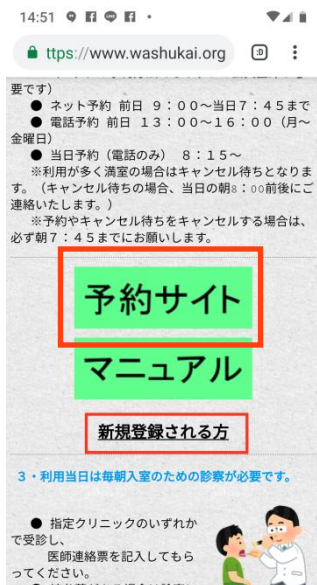 14:51
ttps://www.washukai.org
要です）
● ネット予約 前日 9：00〜当日7：45まで
● 電話予約 前日 13：00〜16：00（月〜
金曜日）
● 当日予約（電話のみ） 8：15〜
※利用が多く満室の場合はキャンセル待ちとなりま
す。（キャンセル待ちの場合、当日の朝8：00前後にご
連絡いたします。）
※予約やキャンセル待ちをキャンセルする場合は、
必ず朝7：45までにお願いします。
予約サイト
マニュアル
新規登録される方
3・利用当日は毎朝入室のための診察が必要です。
● 指定クリニックのいずれか
で受診し、
医師連絡票を記入してもら
ってください。